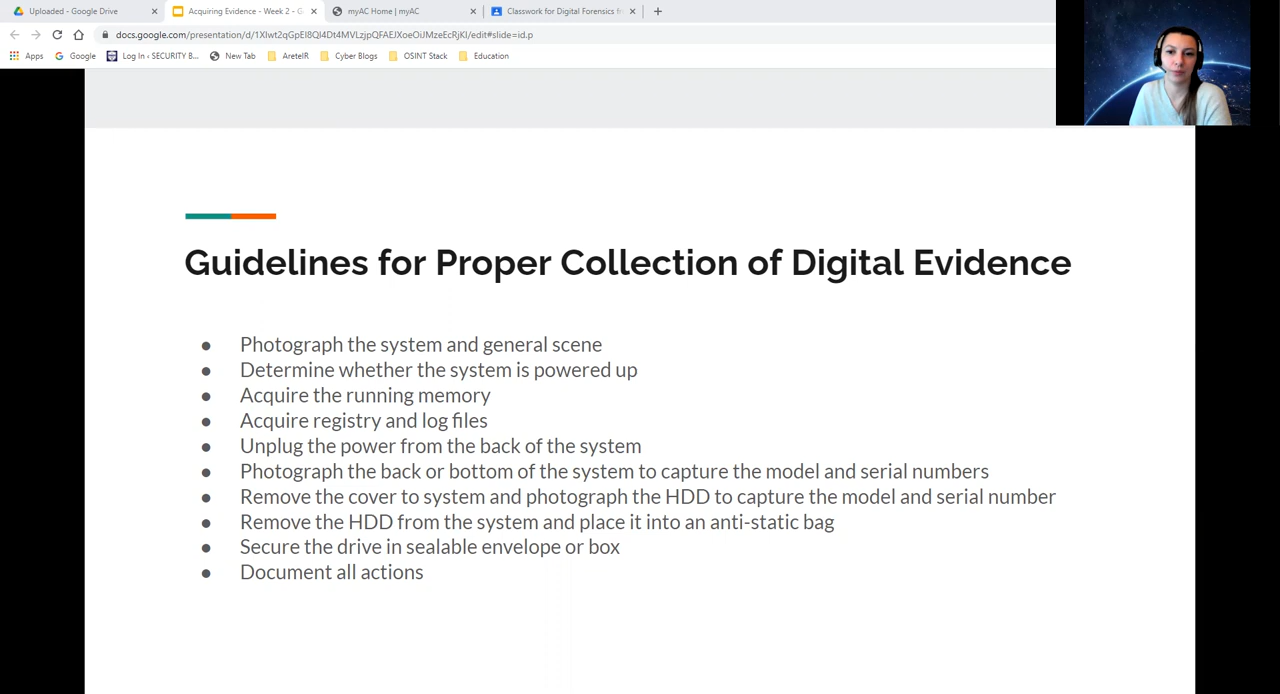 Uploaded - Google Drive
Acquiring Evidence - Week 2 - G
myAC Home | myAC
Classwork for Digital Forensics fr
docs.google.com/presentation/d/
/edit#slide=id.p
Apps
Google
Log In ‹ SECURITY B...
New Tab
AreteIR
Cyber Blogs
OSINT Stack
Education
Guidelines for Proper Collection of Digital Evidence
● Photograph the system and general scene
● Determine whether the system is powered up
● Acquire the running memory
● Acquire registry and log files
● Unplug the power from the back of the system
● Photograph the back or bottom of the system to capture the model and serial numbers
● Remove the cover to system and photograph the HDD to capture the model and serial number
● Remove the HDD from the system and place it into an anti-static bag
● Secure the drive in sealable envelope or box
● Document all actions